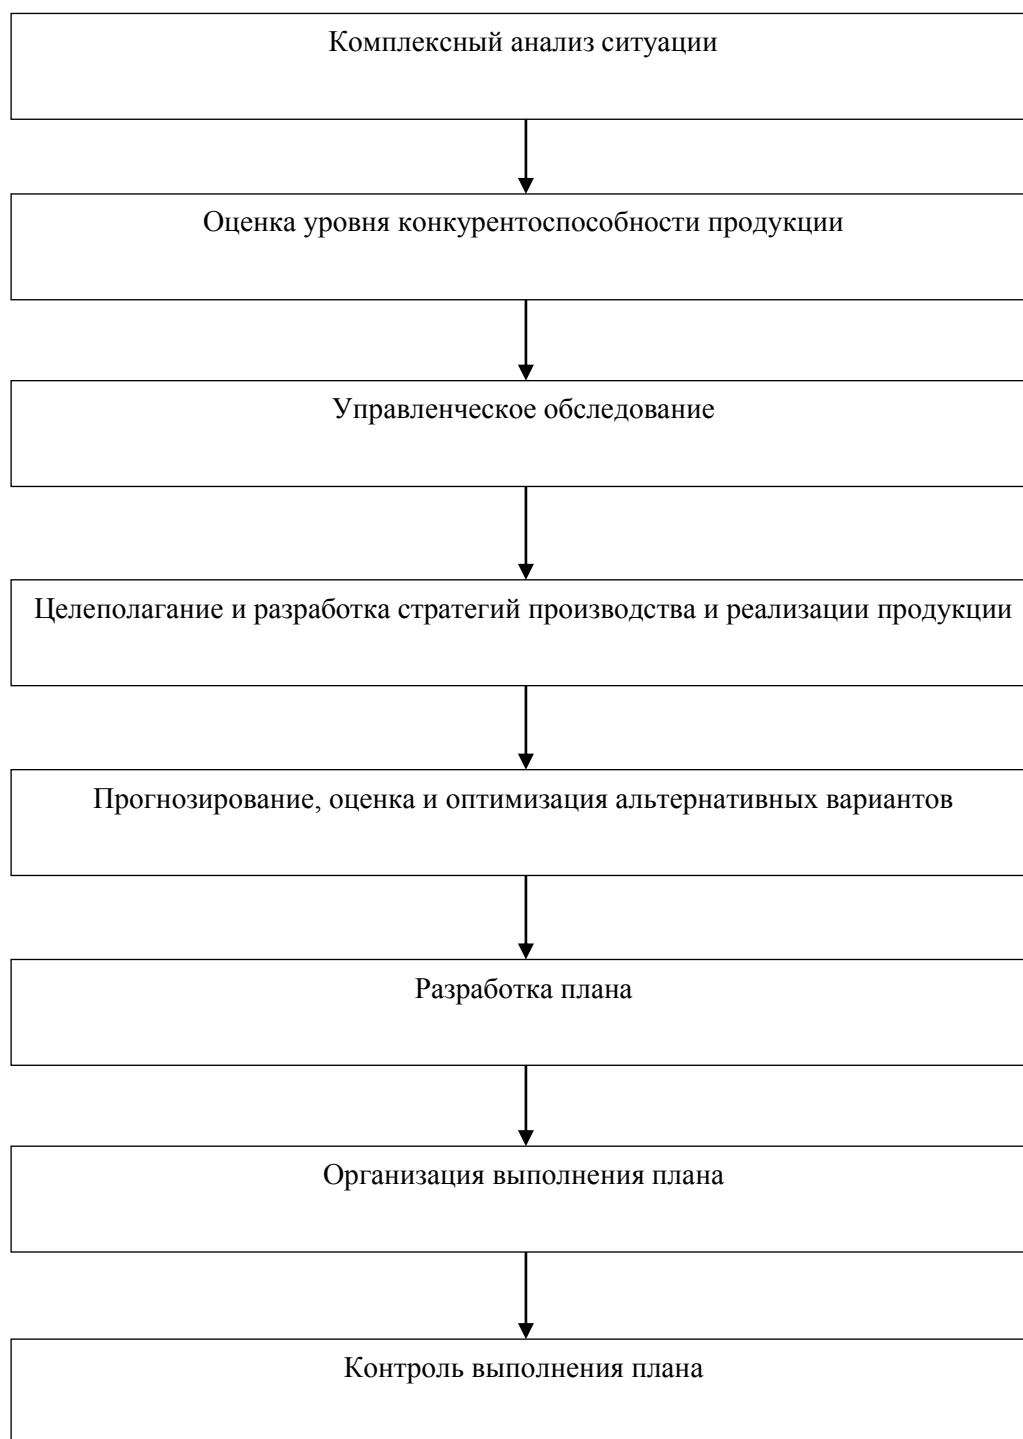 Комплексный анализ ситуации
Оценка уровня конкурентоспособности продукции
Управленческое обследование
Целеполагание и разработка стратегий производства и реализации продукции
Прогнозирование, оценка и оптимизация альтернативных вариантов
Разработка плана
Организация выполнения плана
Контроль выполнения плана